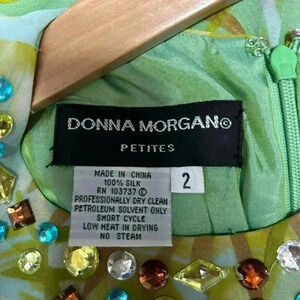 DONNA MORGAN©
PETITES
MADE IN CHINA
100% SILK
RN 103737 ©
PROFESSIONALLY DRY CLEAN
PETROLEUM SOLVENT ONLY
SHORT CYCLE
LOW HEAT IN DRYING
NO STEAM
2